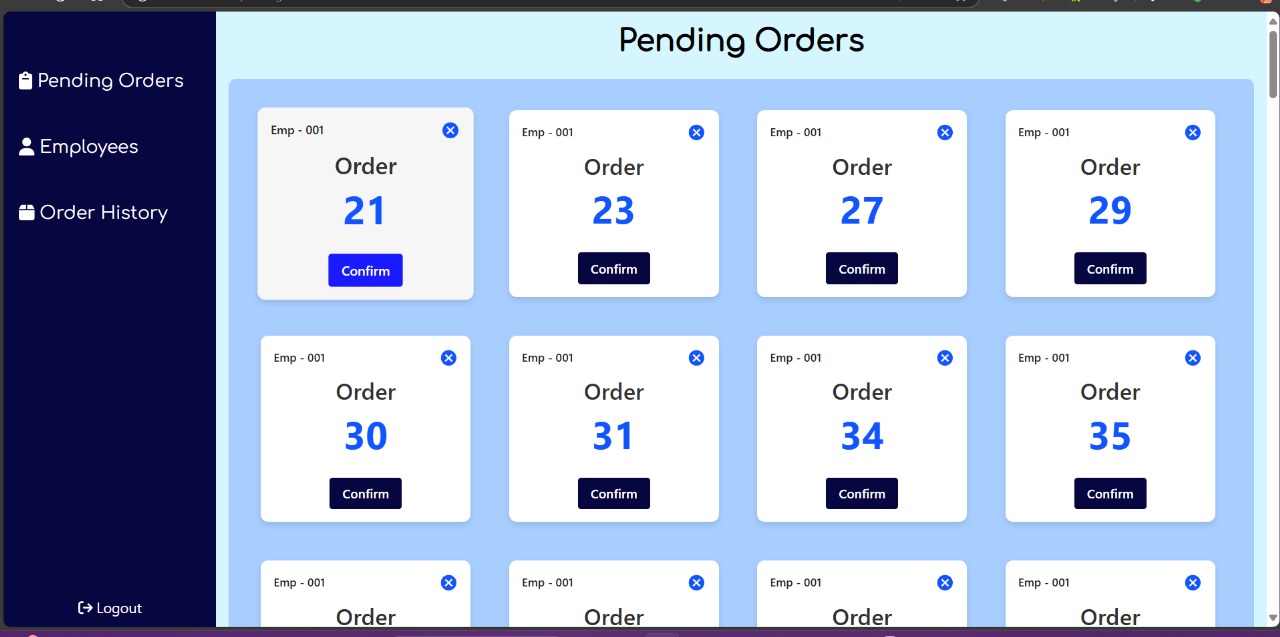 Pending Orders
Pending Orders
Employees
Order History
Logout
Emp - 001
Order
21
Confirm
Emp - 001
Order
23
Confirm
Emp - 001
Order
27
Confirm
Emp - 001
Order
29
Confirm
Emp - 001
Order
30
Confirm
Emp - 001
Order
31
Confirm
Emp - 001
Order
34
Confirm
Emp - 001
Order
35
Confirm
Emp - 001
Order
Emp - 001
Order
Emp - 001
Order
Emp - 001
Order